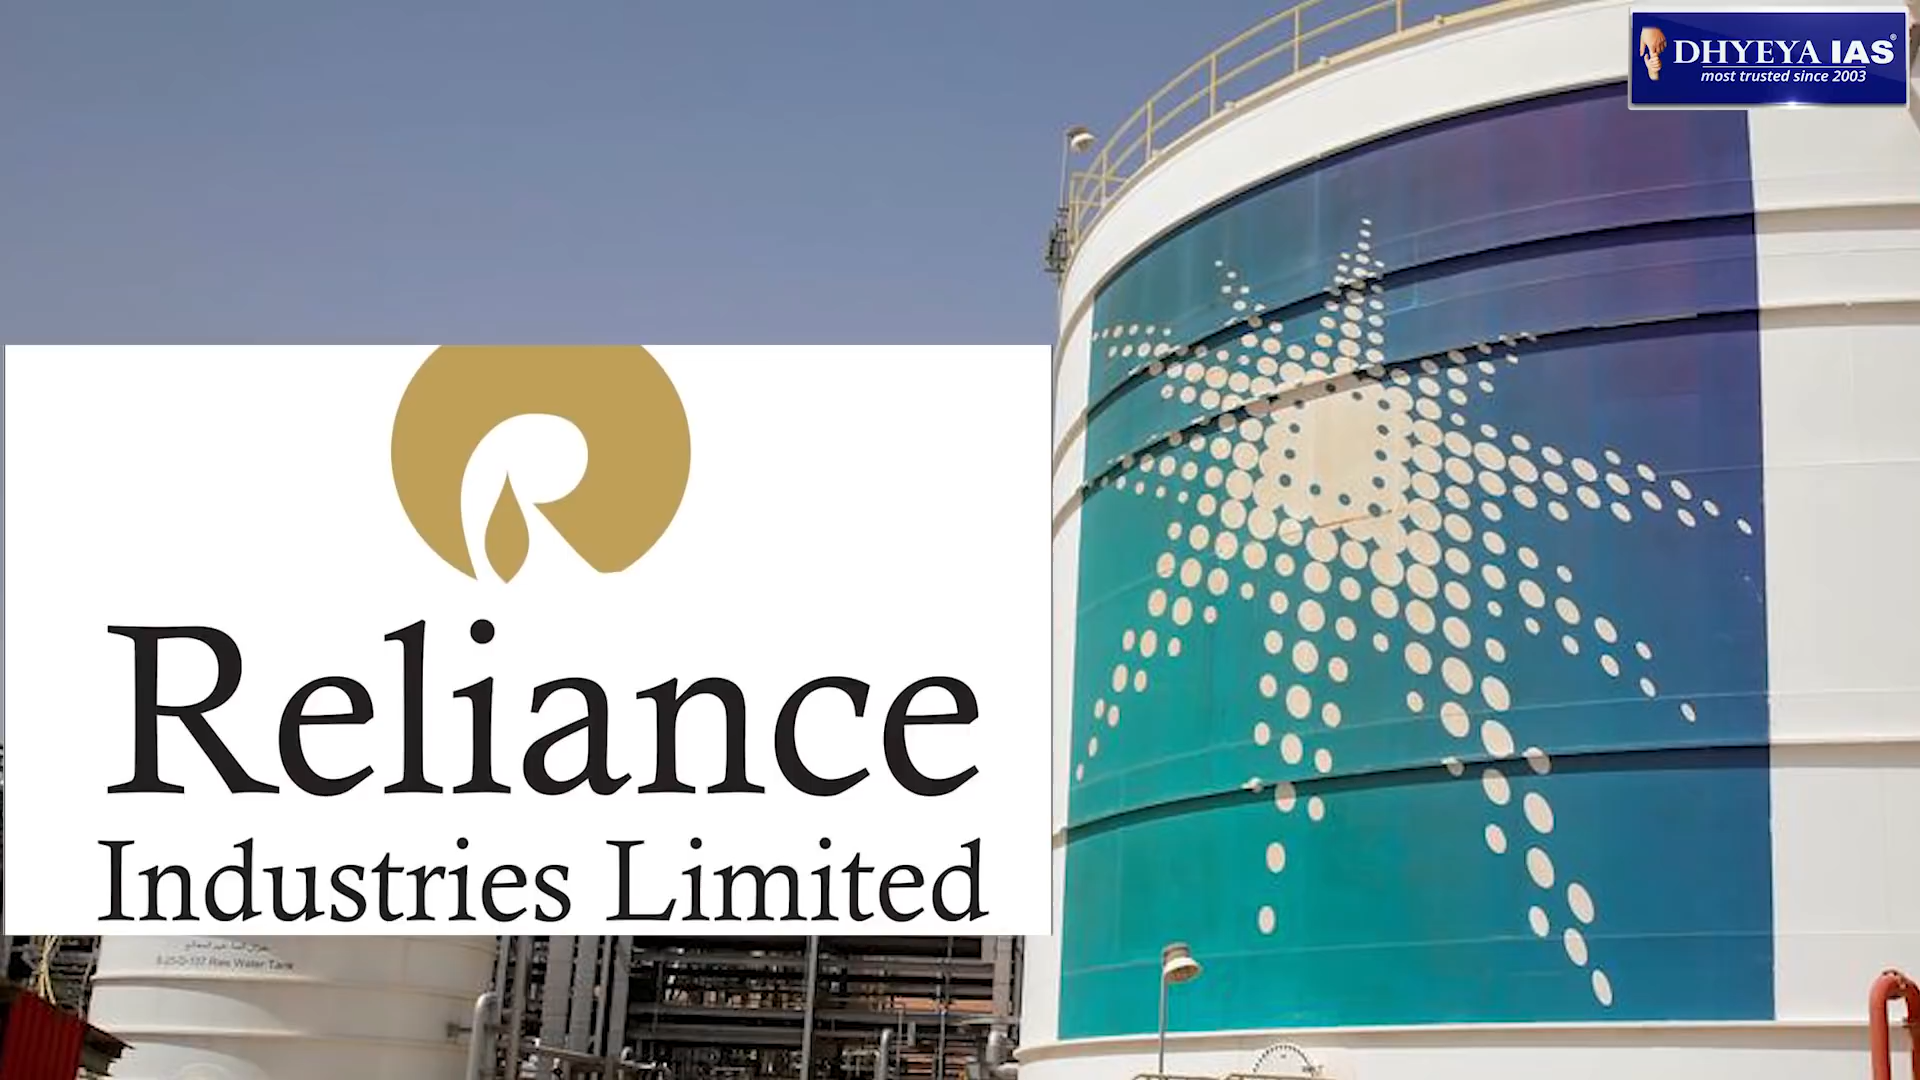 DHYEYA IAS®
most trusted since 2003
Reliance
Industries Limited
Raw Water Tank